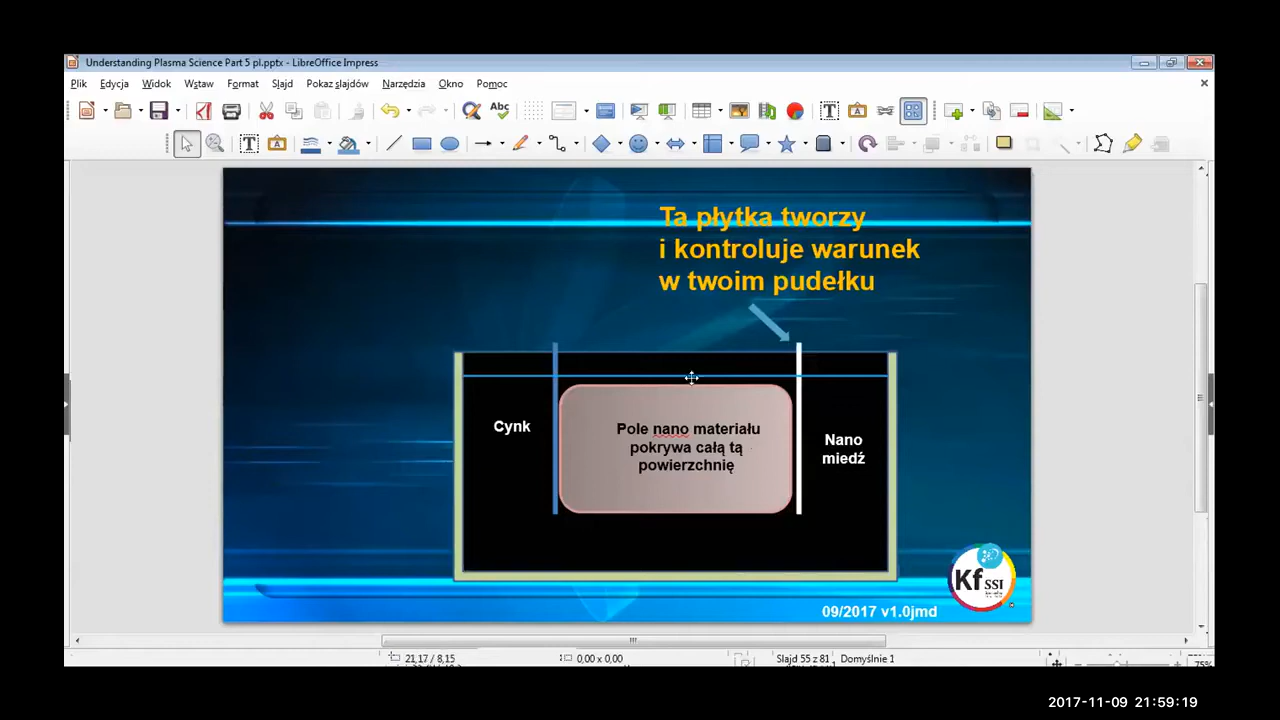 Understanding Plasma Science Part 5 pl.pptx - LibreOffice Impress
Plik Edycja Widok Wstaw Format Slajd Pokaz slajdów Narzędzia Okno Pomoc
Ta płytka tworzy
i kontroluje warunek
w twoim pudełku
Cynk
Pole nano materiału
pokrywa całą tą
powierzchnię
Nano
miedź
Kf SSI
09/2017 v1.0jmd
21,17 / 8,15 0,00 x 0,00 Slajd 55 z 81 Domyślnie 1 75%
2017-11-09 21:59:19